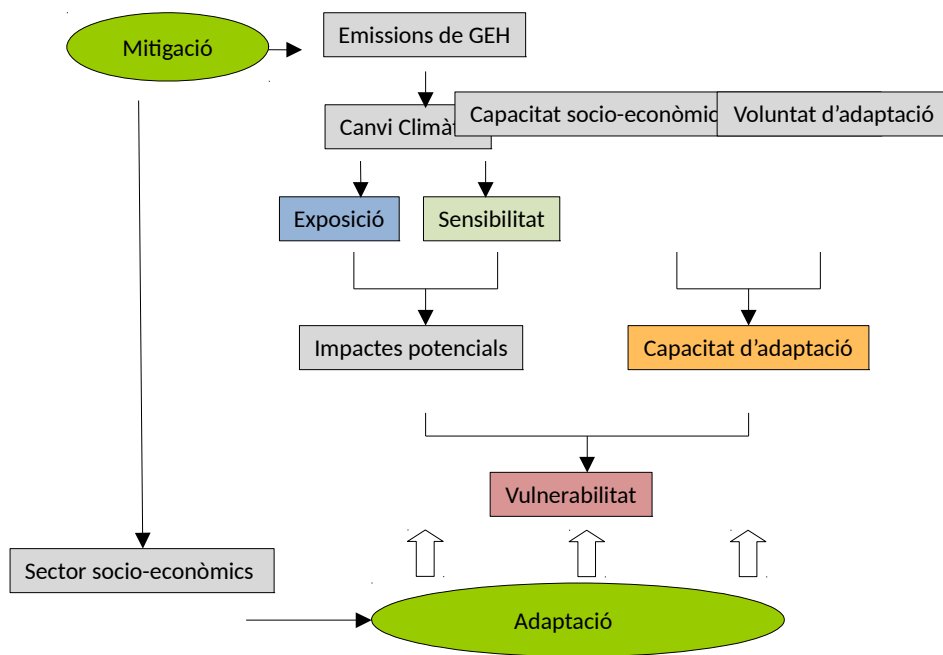 Mitigació
Emissions de GEH
Canvi Climàt
Capacitat socio-econòmic
Voluntat d’adaptació
Exposició
Sensibilitat
Impactes potencials
Capacitat d’adaptació
Vulnerabilitat
Sector socio-econòmics
Adaptació